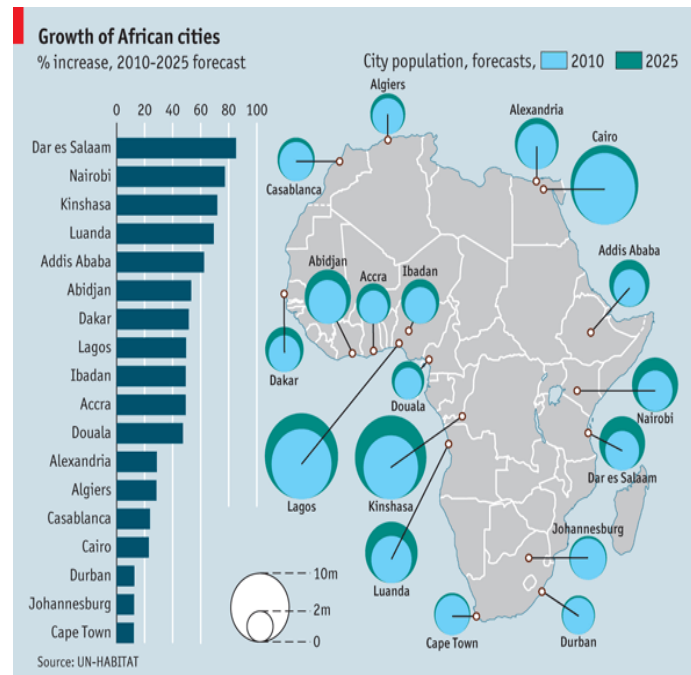 Growth of African cities
% increase, 2010-2025 forecast
City population, forecasts, 2010 2025
0 20 40 60 80 100
Dar es Salaam
Nairobi
Kinshasa
Luanda
Addis Ababa
Abidjan
Dakar
Lagos
Ibadan
Accra
Douala
Alexandria
Algiers
Casablanca
Cairo
Durban
Johannesburg
Cape Town
Source: UN-HABITAT
10m
2m
0
Algiers
Alexandria
Cairo
Casablanca
Addis Ababa
Abidjan
Accra
Ibadan
Dakar
Douala
Nairobi
Lagos
Kinshasa
Dar es Salaam
Johannesburg
Luanda
Cape Town
Durban